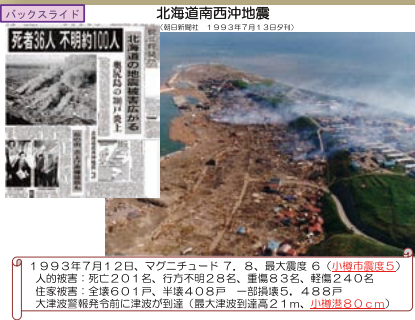 バックスライド
北海道南西沖地震
(朝日新聞社 1993年7月13日夕刊)
死者36人 不明約100人
北海道の地震被害広がる
奥尻島の
炎上
1993年7月12日、マグニチュード 7.8、最大震度 6 (小樽市震度5)
人的被害:死亡201名、行方不明28名、重傷83名、軽傷240名
住家被害:全壊601戸、半壊408戸 一部損壊5,488戸
大津波警報発令前に津波が到達 (最大津波到達高21m、小樽港80cm)